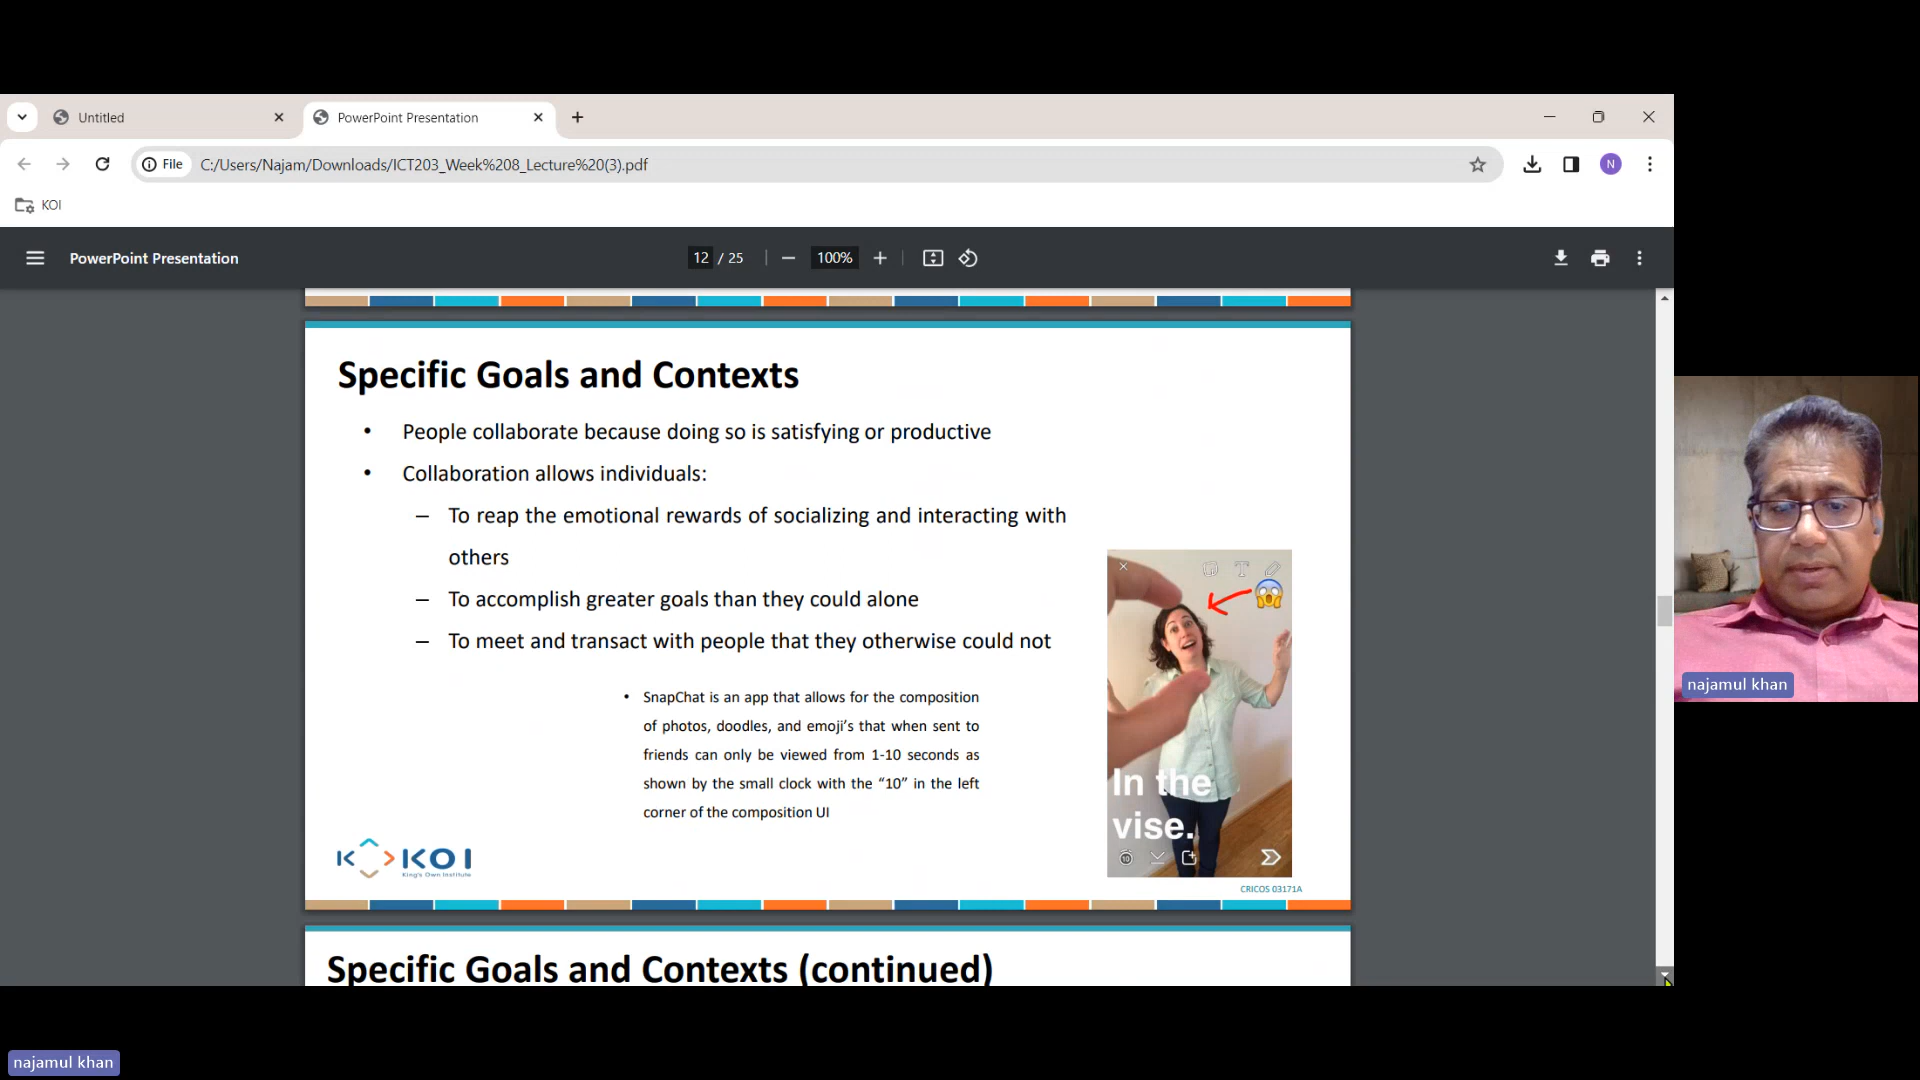 Untitled
PowerPoint Presentation
File
C:/Users/Najam/Downloads/ICT203_Week%208_Lecture%20(3).pdf
N
KOI
PowerPoint Presentation
12 / 25
100%
Specific Goals and Contexts
• People collaborate because doing so is satisfying or productive
• Collaboration allows individuals:
– To reap the emotional rewards of socializing and interacting with
others
– To accomplish greater goals than they could alone
– To meet and transact with people that they otherwise could not
• SnapChat is an app that allows for the composition
of photos, doodles, and emoji’s that when sent to
friends can only be viewed from 1-10 seconds as
shown by the small clock with the “10” in the left
corner of the composition UI
T
In the
vise.
10
KOI
King's Own Institute
CRICOS 03171A
Specific Goals and Contexts (continued)
najamul khan
najamul khan